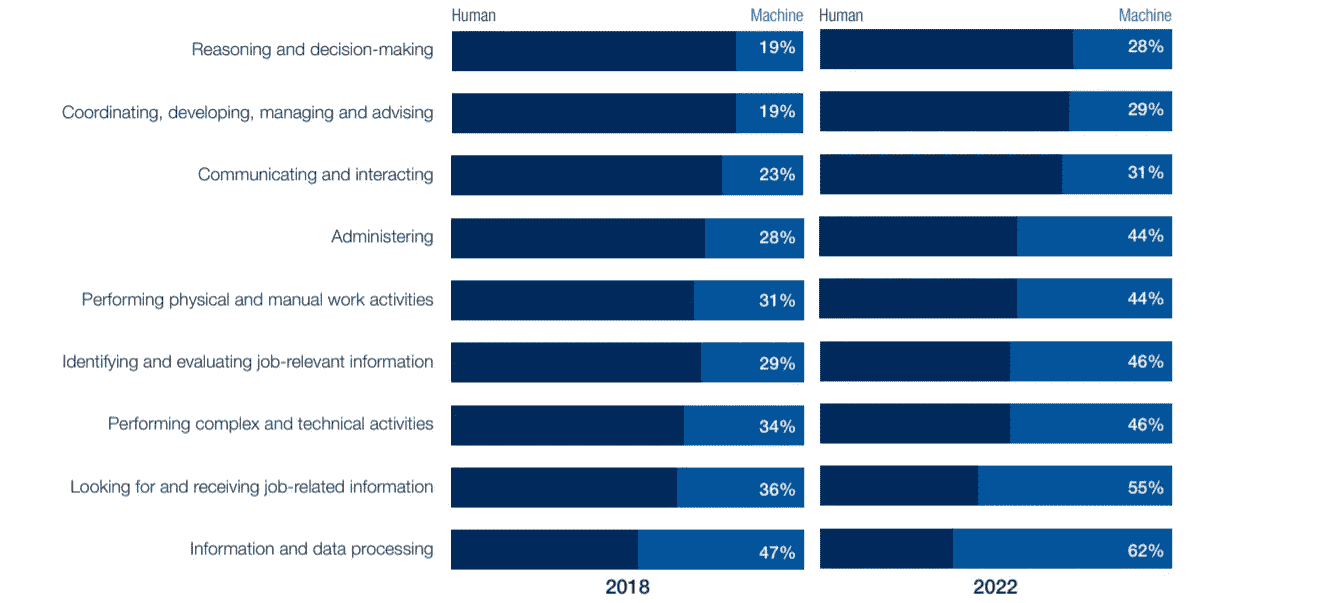 Human Machine Human Machine
Reasoning and decision-making 19% 28%
Coordinating, developing, managing and advising 19% 29%
Communicating and interacting 23% 31%
Administering 28% 44%
Performing physical and manual work activities 31% 44%
Identifying and evaluating job-relevant information 29% 46%
Performing complex and technical activities 34% 46%
Looking for and receiving job-related information 36% 55%
Information and data processing 47% 62%
2018 2022